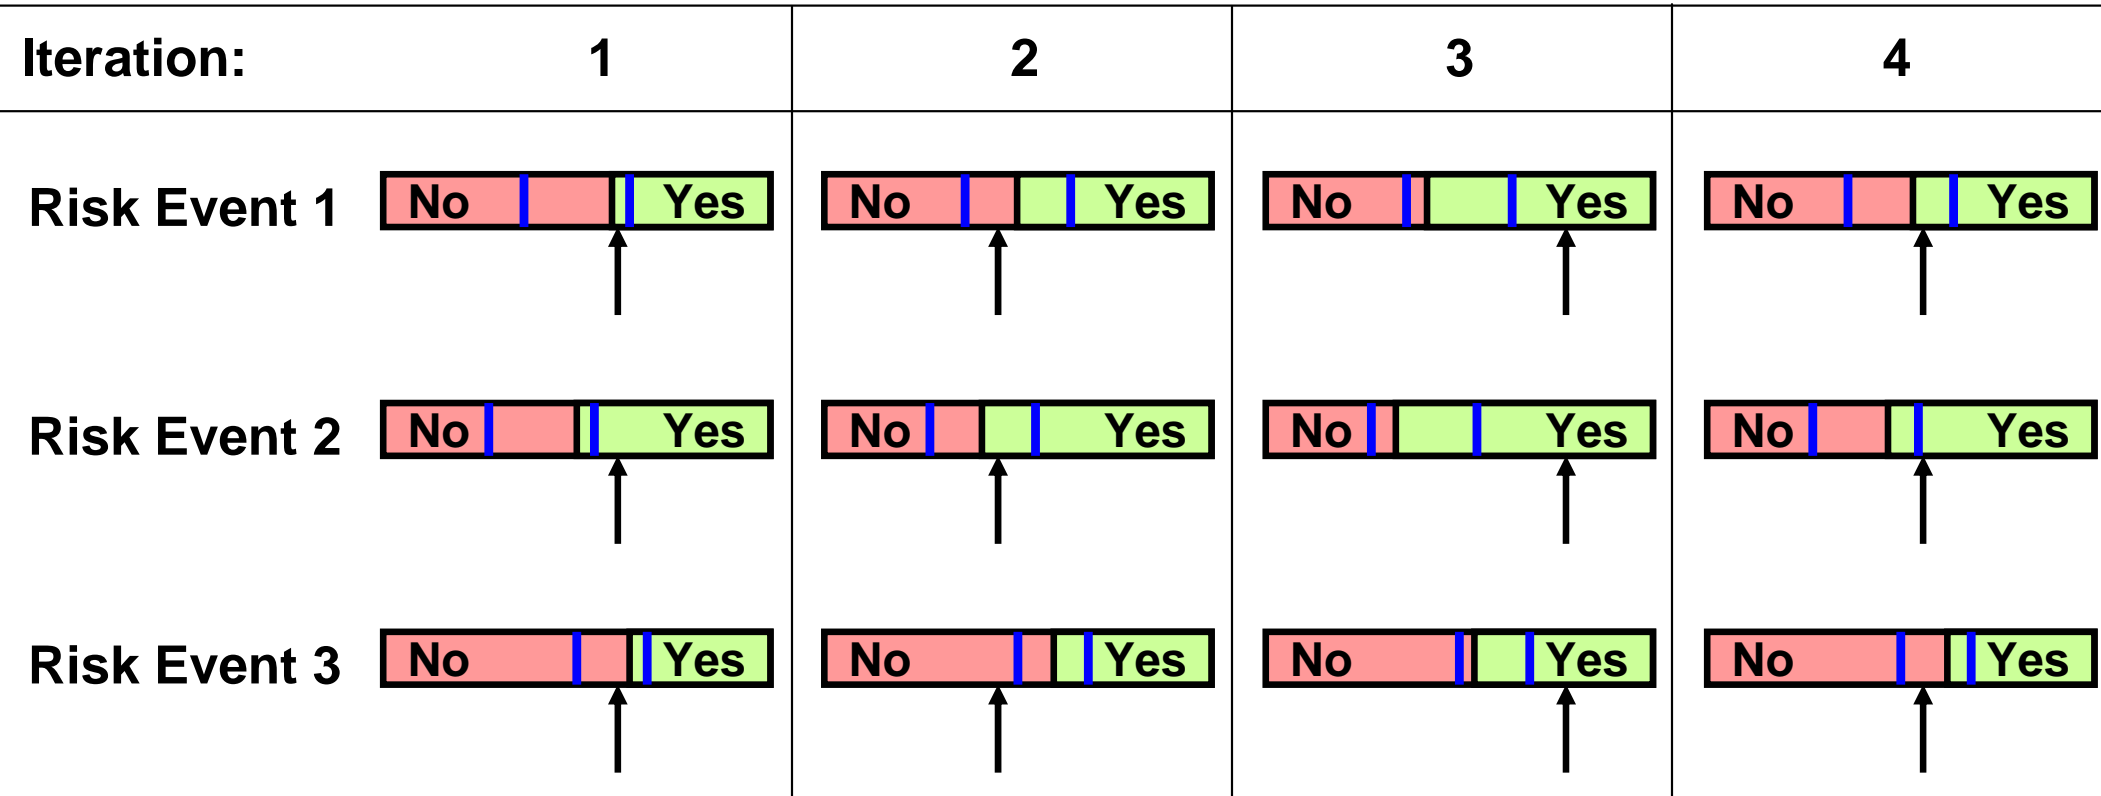 Iteration: 1 2 3 4
Risk Event 1 No Yes No Yes No Yes No Yes
Risk Event 2 No Yes No Yes No Yes No Yes
Risk Event 3 No Yes No Yes No Yes No Yes